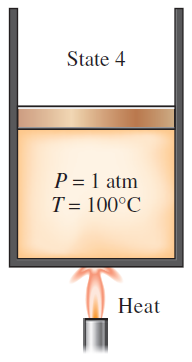 State 4
P = 1 atm
T = 100°C
Heat